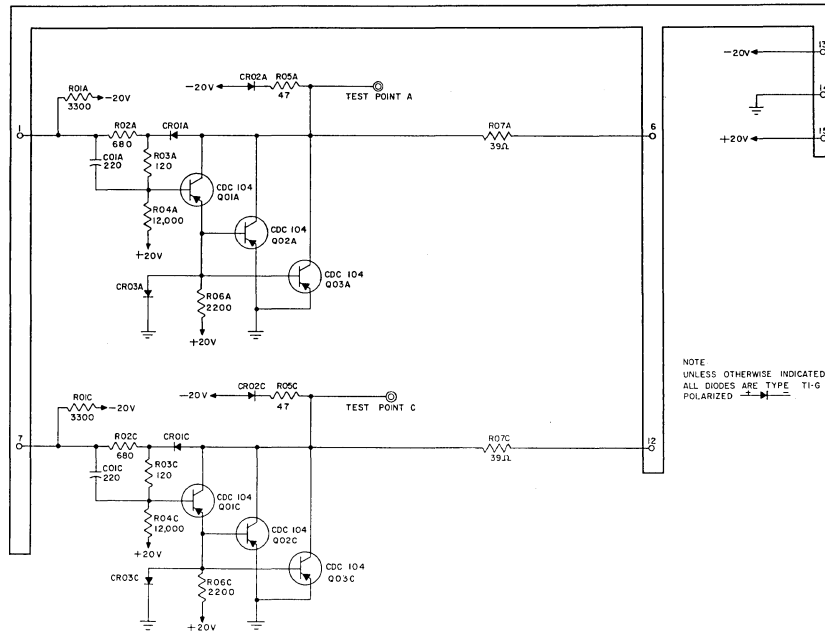 -20V
13
-20V
CR02A
R05A
47
TEST POINT A
R01A
3300
-20V
+20V
15
1
R02A
680
CR01A
R07A
39Ω
6
C01A
220
R03A
120
CDC 104
Q01A
R04A
12,000
+20V
CDC 104
Q02A
CDC 104
Q03A
CR03A
R06A
2200
+20V
NOTE
UNLESS OTHERWISE INDICATED
ALL DIODES ARE TYPE TI-G
POLARIZED + -
-20V
CR02C
R05C
47
TEST POINT C
R01C
3300
-20V
7
R02C
680
CR01C
R07C
39Ω
12
C01C
220
R03C
120
CDC 104
Q01C
R04C
12,000
+20V
CDC 104
Q02C
CDC 104
Q03C
CR03C
R06C
2200
+20V